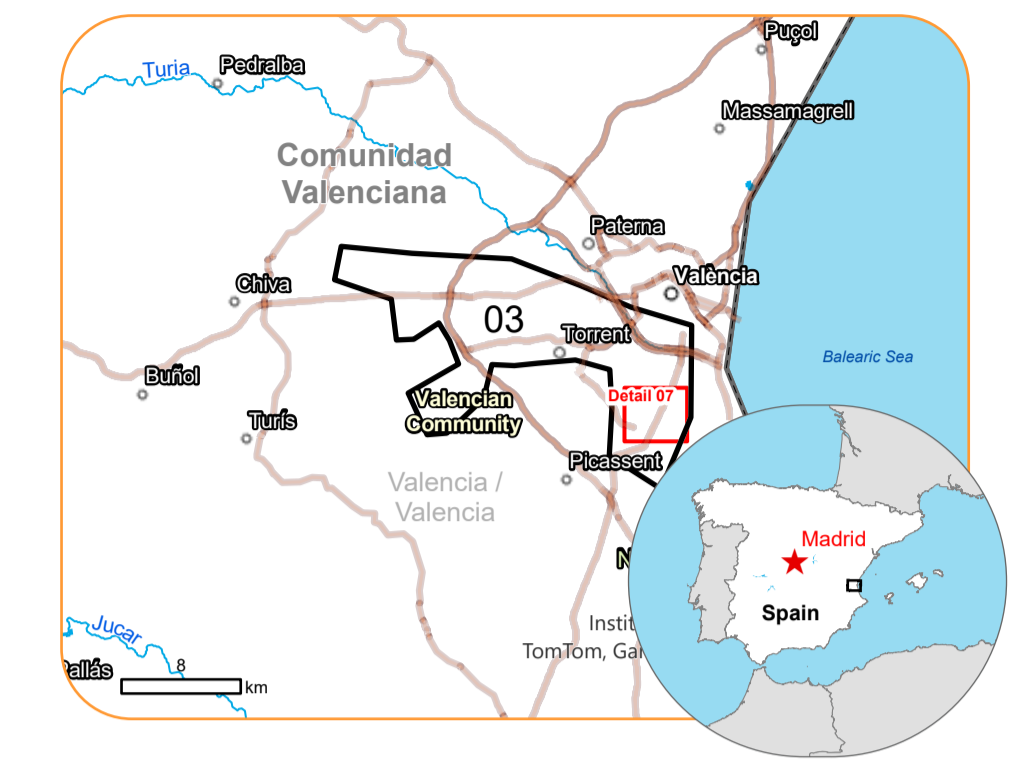 Puçol
Turia
Pedralba
Massamagrell
Comunidad
Valenciana
Paterna
València
Chiva
03
Torrent
Balearic Sea
Buñol
Detail 07
Valencian
Community
Turís
Picassent
Valencia /
Valencia
Madrid
N
Spain
Instit
TomTom, Gar
Jucar
Pallás
8
km